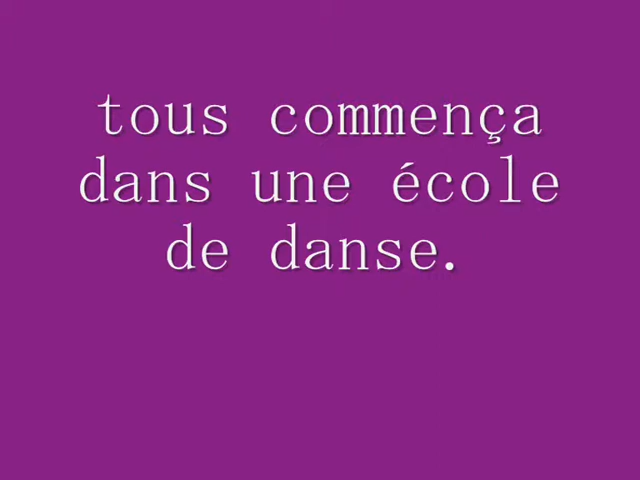 tous commença
dans une école
de danse.